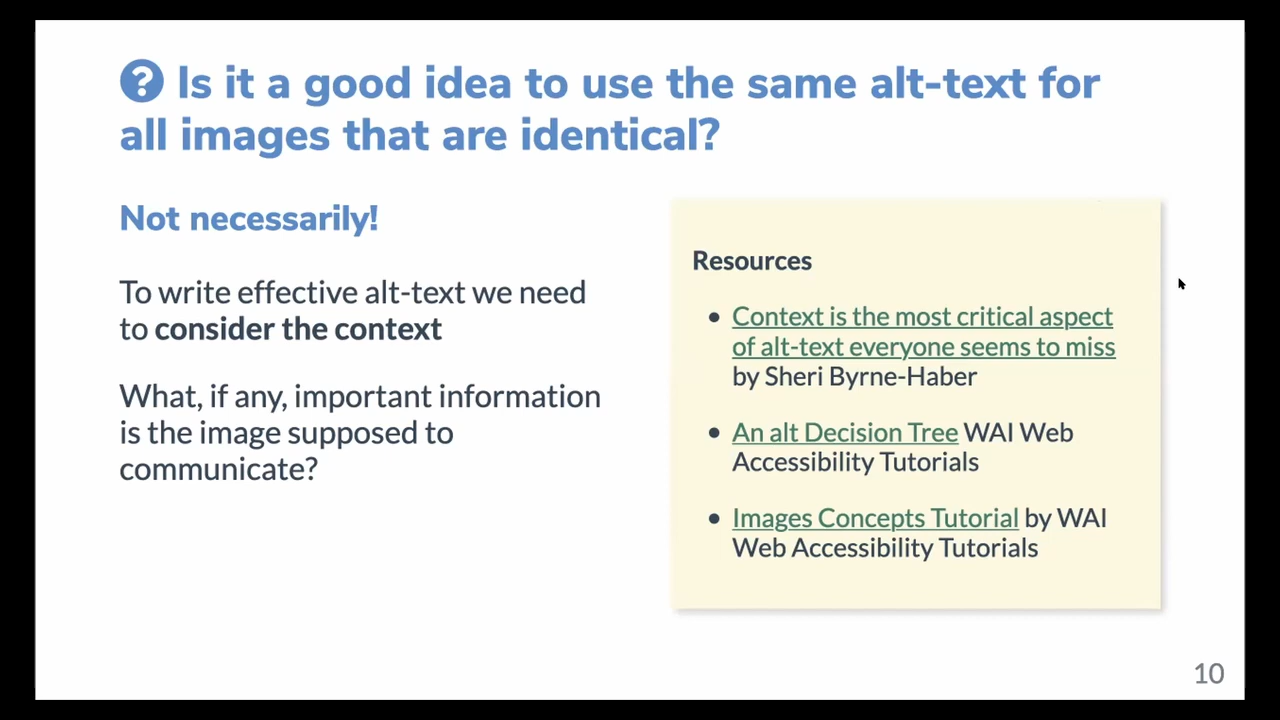 ? Is it a good idea to use the same alt-text for
all images that are identical?
Not necessarily!
To write effective alt-text we need
to consider the context
What, if any, important information
is the image supposed to
communicate?
Resources
• Context is the most critical aspect
of alt-text everyone seems to miss
by Sheri Byrne-Haber
• An alt Decision Tree WAI Web
Accessibility Tutorials
• Images Concepts Tutorial by WAI
Web Accessibility Tutorials
10